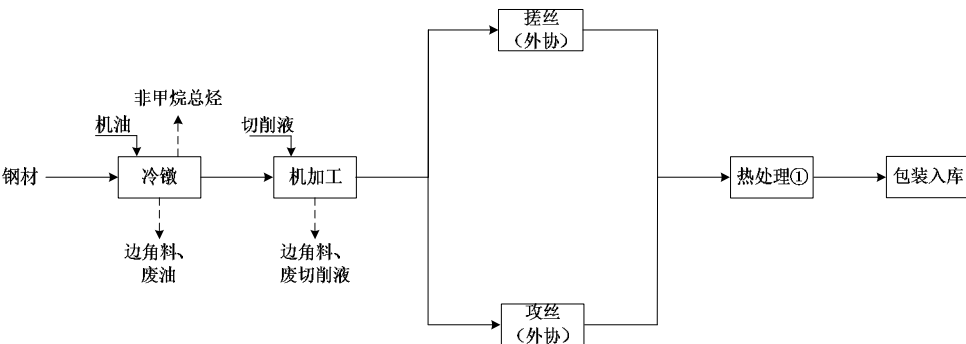 搓丝
（外协）
非甲烷总烃
机油
切削液
钢材
冷镦
机加工
热处理①
包装入库
边角料、
废油
边角料、
废切削液
攻丝
（外协）